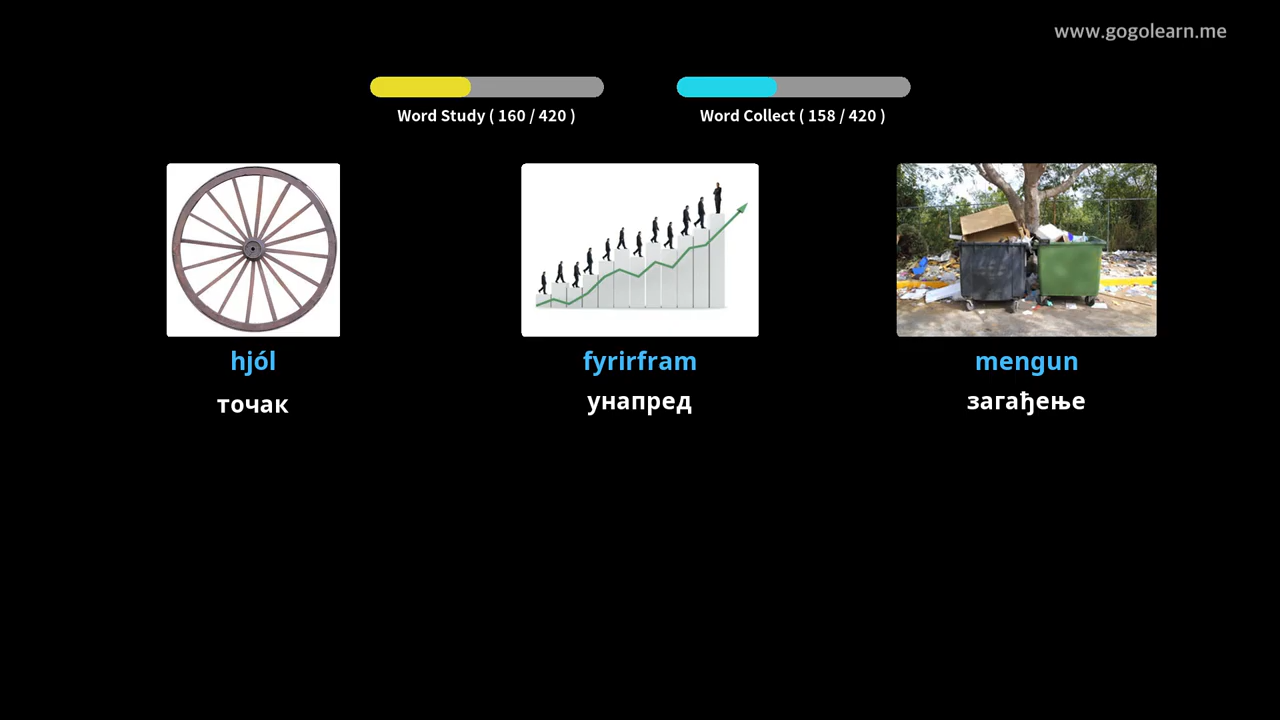 www.gogolearn.me
Word Study ( 160 / 420 )
Word Collect ( 158 / 420 )
hjól
fyrirfram
mengun
точак
унапред
загађење